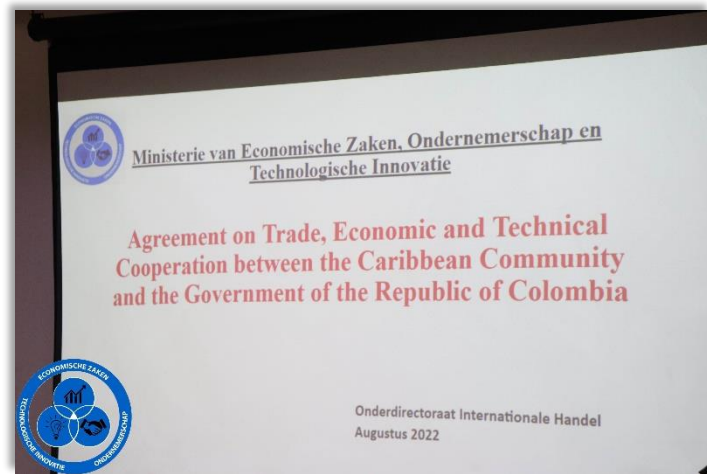 Ministerie van Economische Zaken, Ondernemerschap en
Technologische Innovatie
Agreement on Trade, Economic and Technical
Cooperation between the Caribbean Community
and the Government of the Republic of Colombia
Onderdirectoraat Internationale Handel
Augustus 2022
ECONOMISCHE ZAKEN
TECHNOLOGISCHE INNOVATIE
ONDERNEMERSCHAP